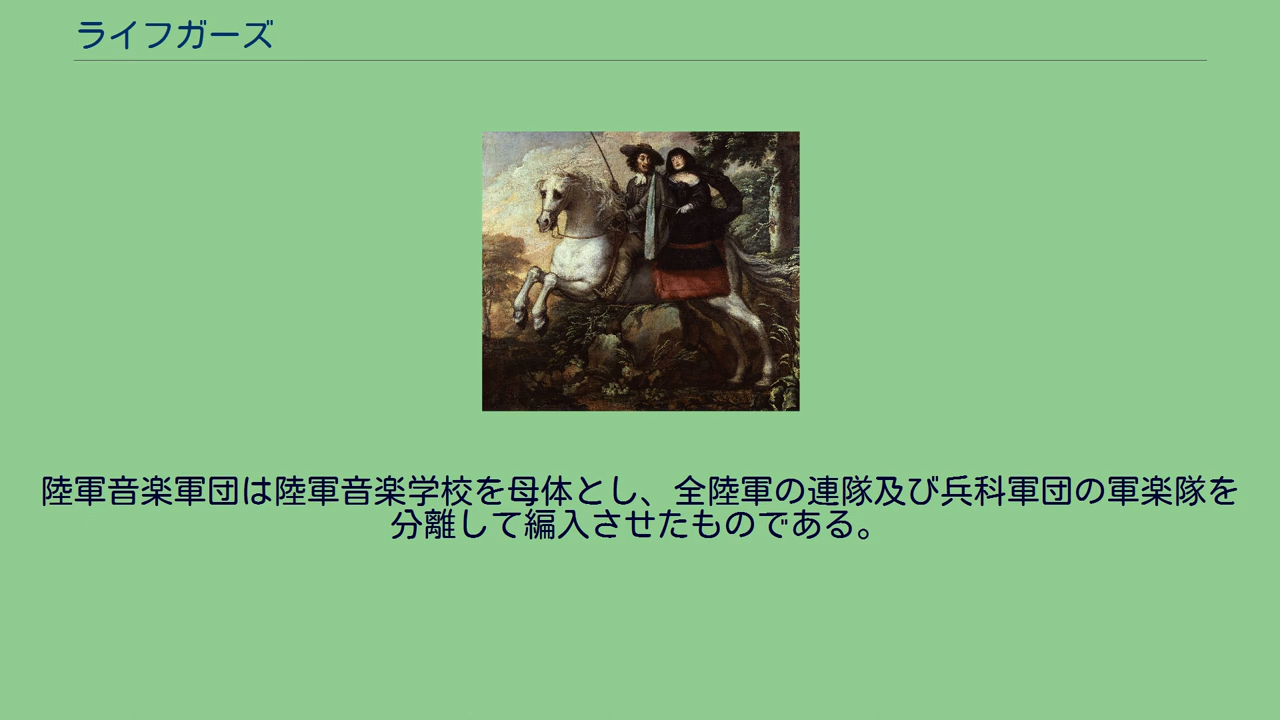 ライフガーズ
陸軍音楽軍団は陸軍音楽学校を母体とし、全陸軍の連隊及び兵科軍団の軍楽隊を
分離して編入させたものである。